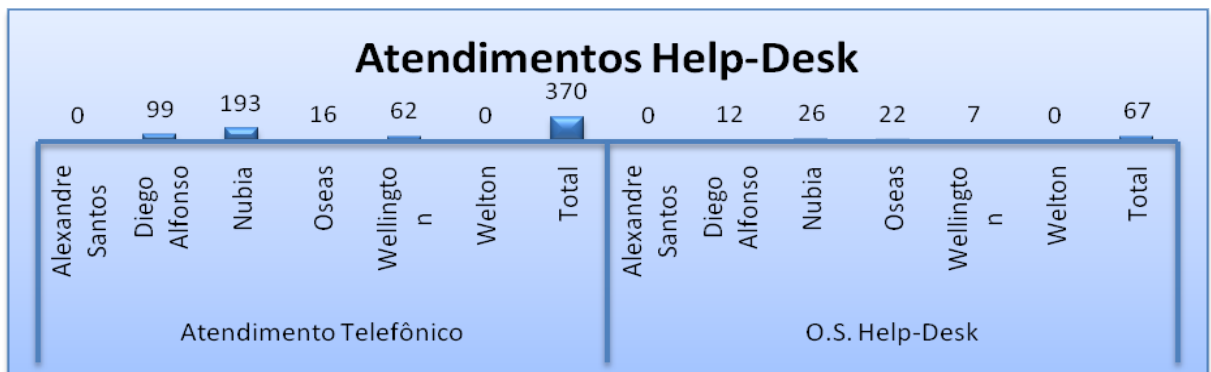 Atendimentos Help-Desk
0 99 193 16 62 0 370 0 12 26 22 7 0 67
Alexandre
Santos
Diego
Alfonso
Nubia
Oseas
Wellingto
n
Welton
Total
Alexandre
Santos
Diego
Alfonso
Nubia
Oseas
Wellingto
n
Welton
Total
Atendimento Telefônico
O.S. Help-Desk